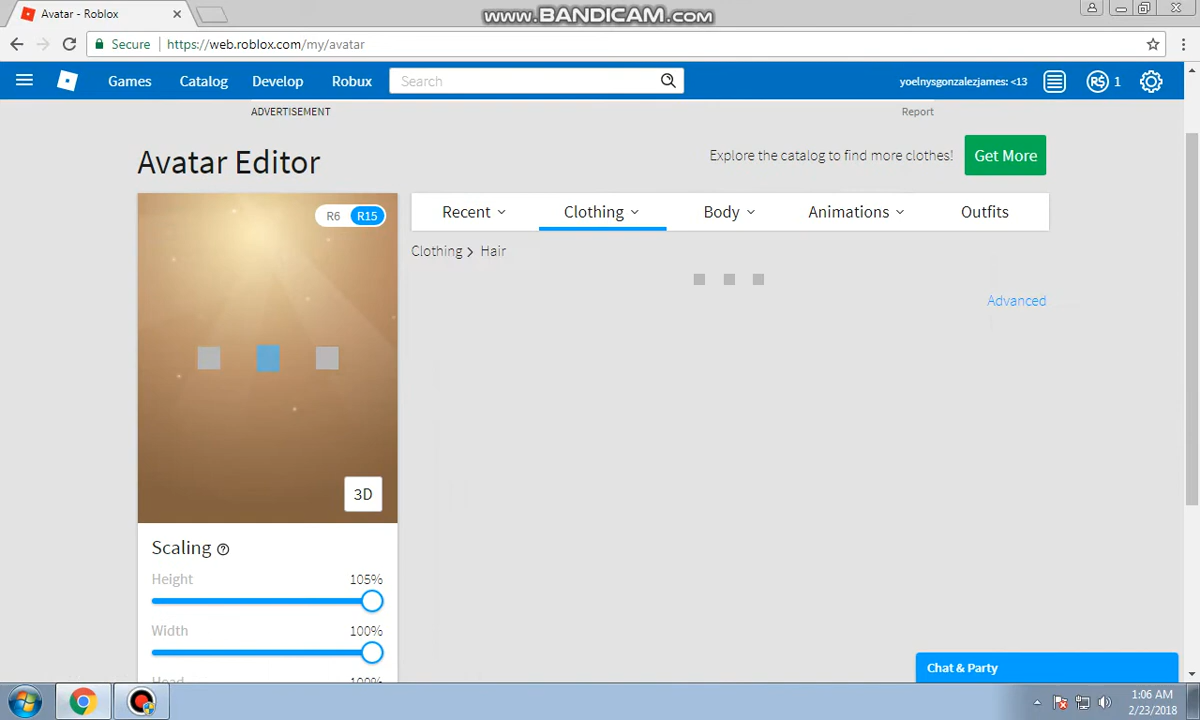 Avatar - Roblox
www.BANDICAM.com
Secure
https://web.roblox.com/my/avatar
Games
Catalog
Develop
Robux
Search
yoelnysgonzalezjames: <13
R$ 1
ADVERTISEMENT
Report
Avatar Editor
Explore the catalog to find more clothes!
Get More
R6
R15
Recent
Clothing
Body
Animations
Outfits
Clothing > Hair
Advanced
3D
Scaling
Height
105%
Width
100%
Head
100%
Chat & Party
1:06 AM
2/23/2018